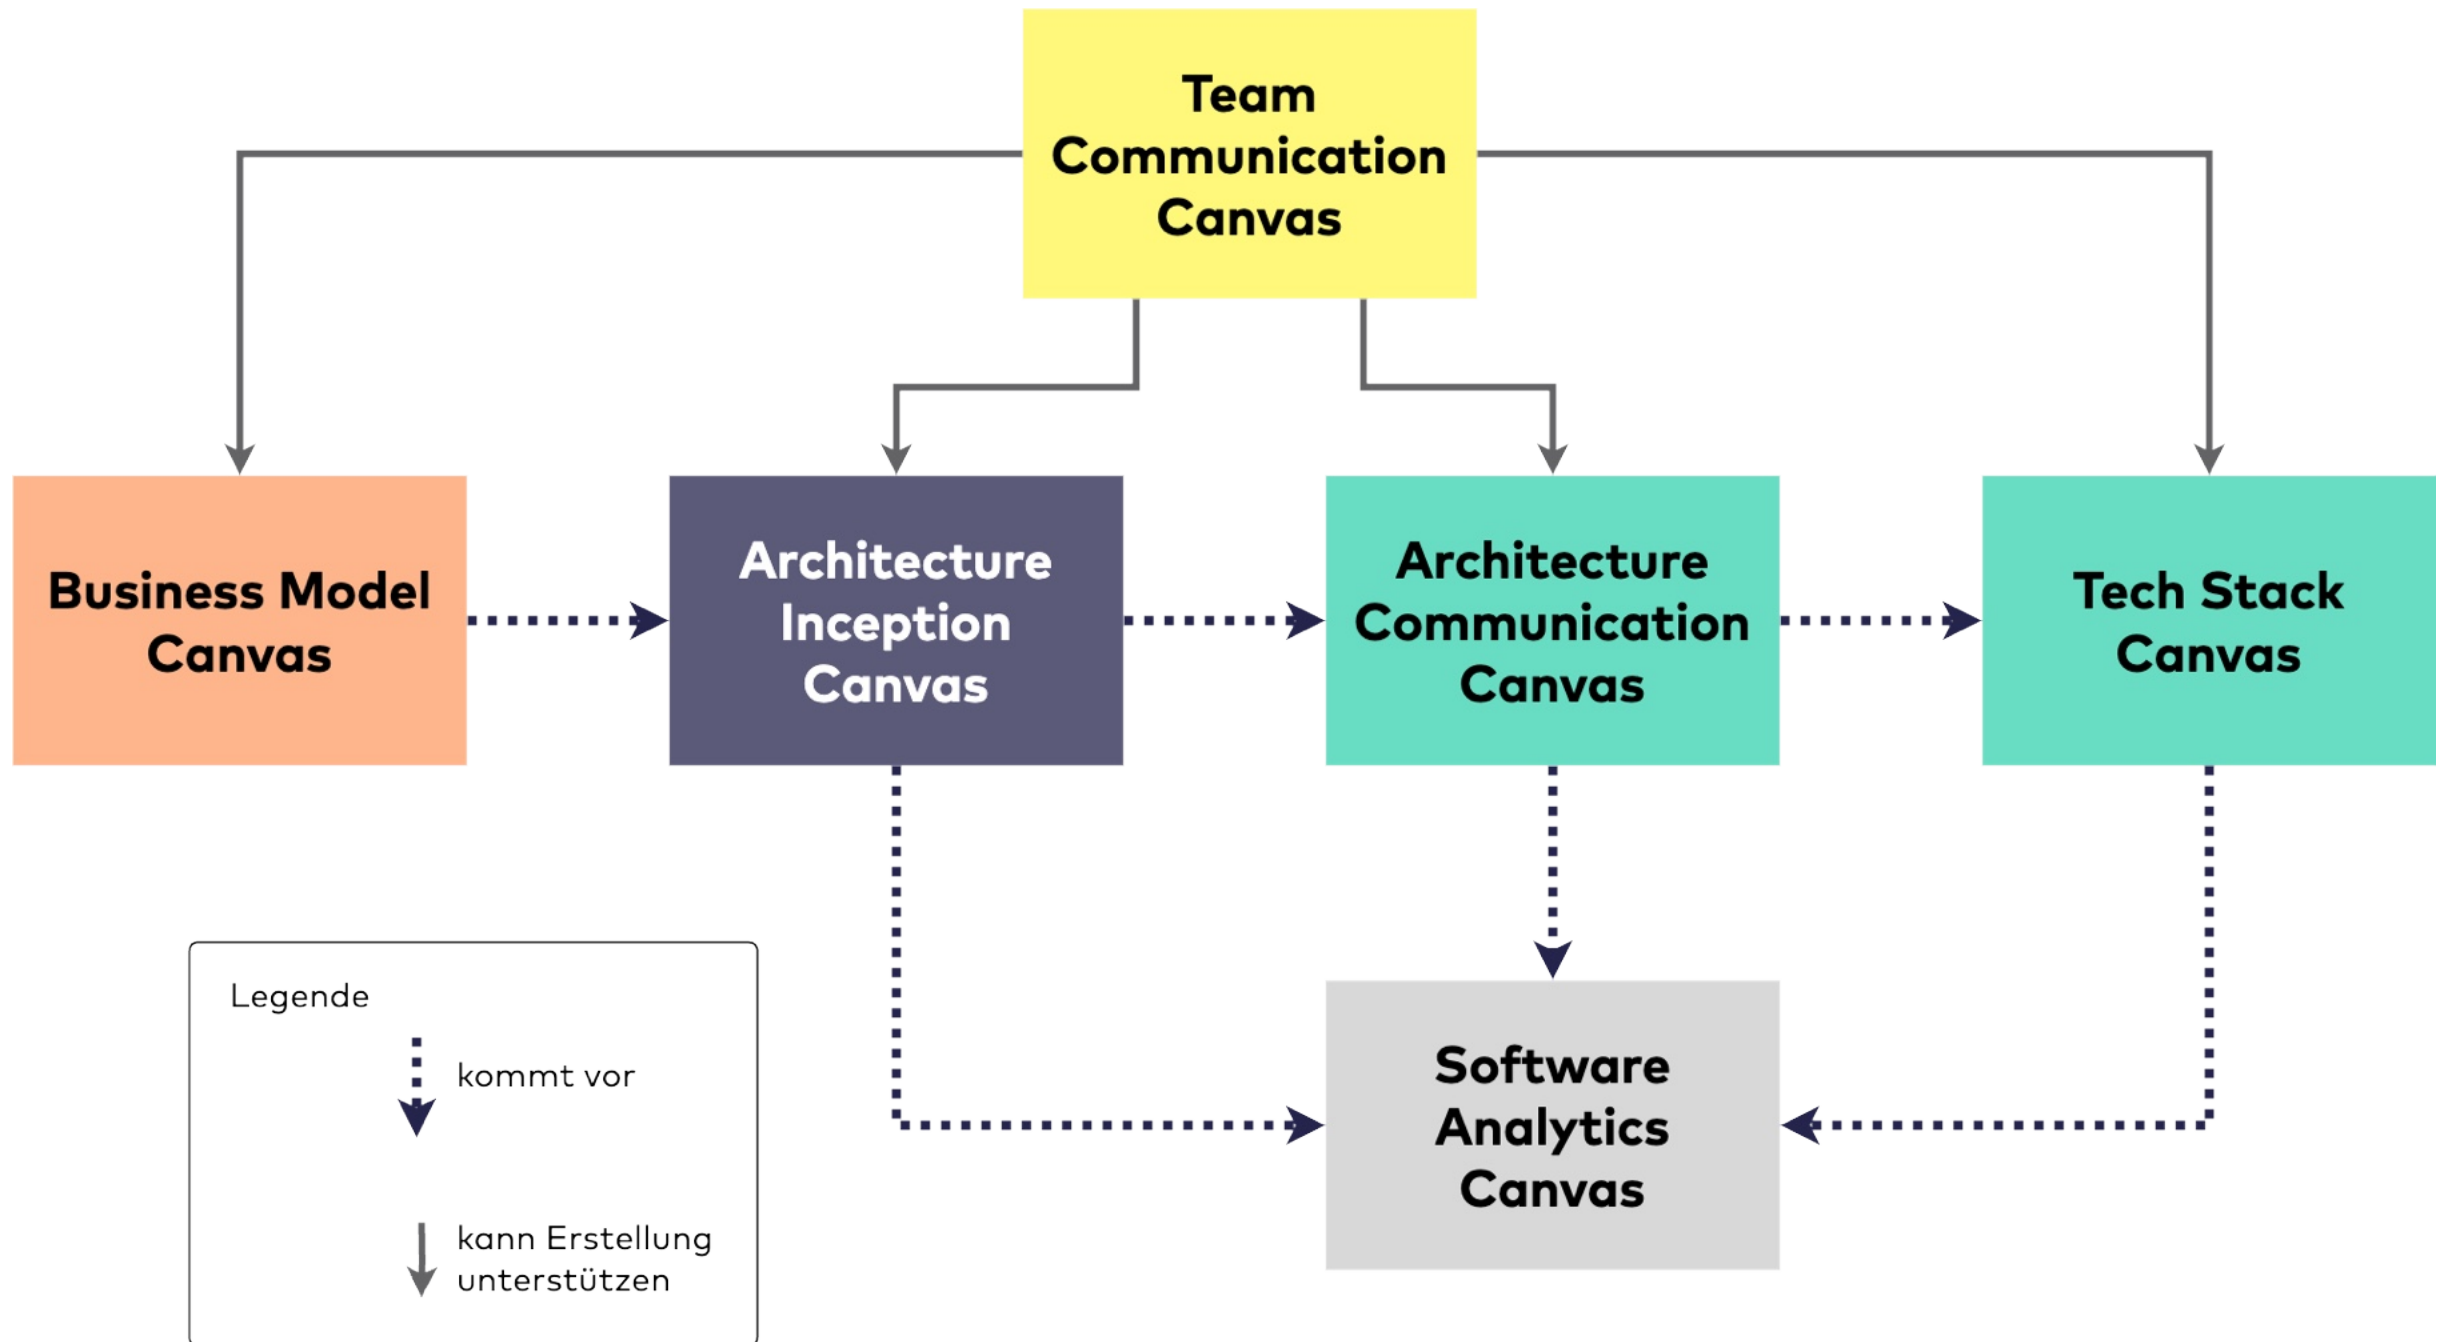 Team
Communication
Canvas
Business Model
Canvas
Architecture
Inception
Canvas
Architecture
Communication
Canvas
Tech Stack
Canvas
Software
Analytics
Canvas
Legende
kommt vor
kann Erstellung
unterstützen